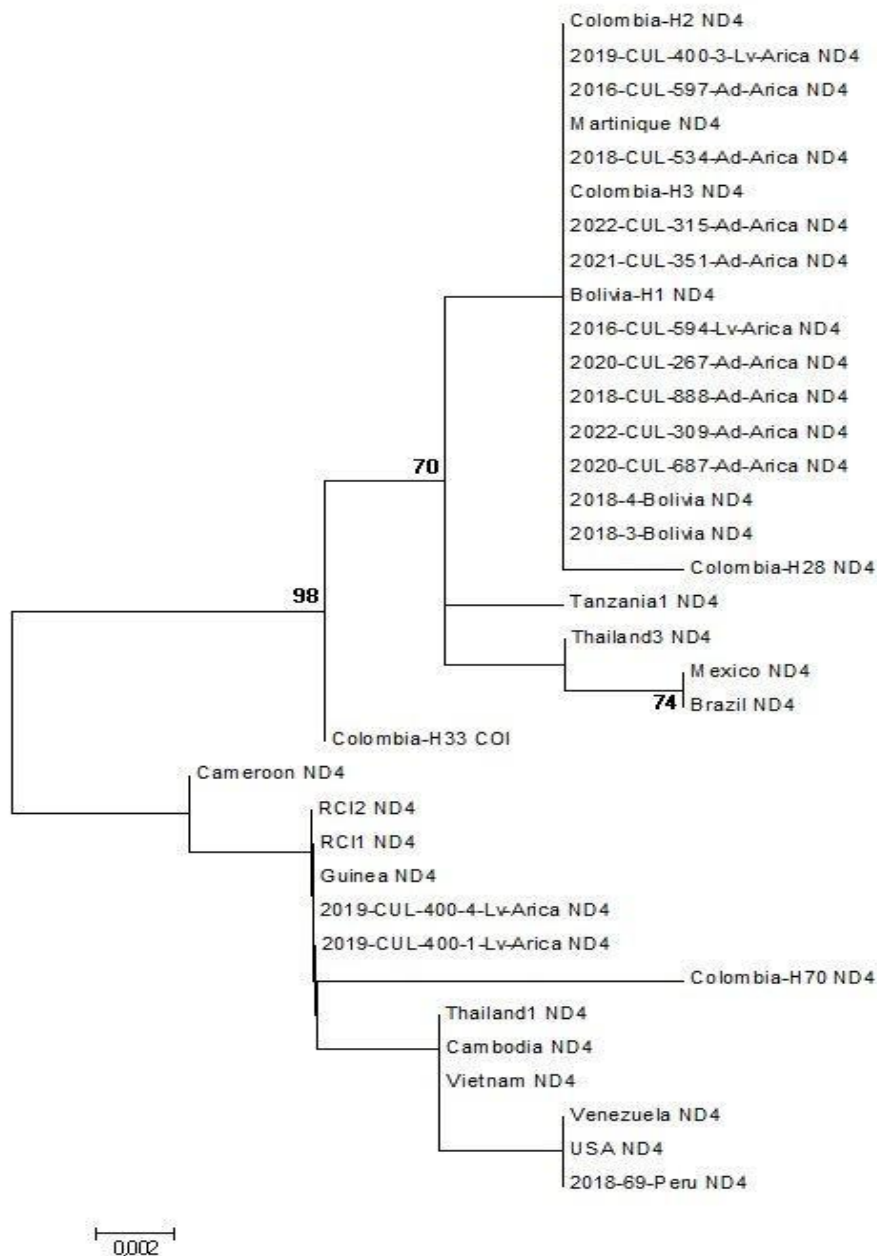 Colombia-H2 ND4
2019-CUL-400-3-Lv-Arica ND4
2016-CUL-597-Ad-Arica ND4
Martinique ND4
2018-CUL-534-Ad-Arica ND4
Colombia-H3 ND4
2022-CUL-315-Ad-Arica ND4
2021-CUL-351-Ad-Arica ND4
Bolivia-H1 ND4
2016-CUL-594-Lv-Arica ND4
2020-CUL-267-Ad-Arica ND4
2018-CUL-888-Ad-Arica ND4
2022-CUL-309-Ad-Arica ND4
2020-CUL-687-Ad-Arica ND4
70
2018-4-Bolivia ND4
2018-3-Bolivia ND4
Colombia-H28 ND4
98
Tanzania1 ND4
Thailand3 ND4
Mexico ND4
74
Brazil ND4
Colombia-H33 COI
Cameroon ND4
RCI2 ND4
RCI1 ND4
Guinea ND4
2019-CUL-400-4-Lv-Arica ND4
2019-CUL-400-1-Lv-Arica ND4
Colombia-H70 ND4
Thailand1 ND4
Cambodia ND4
Vietnam ND4
Venezuela ND4
USA ND4
2018-69-Peru ND4
0,002